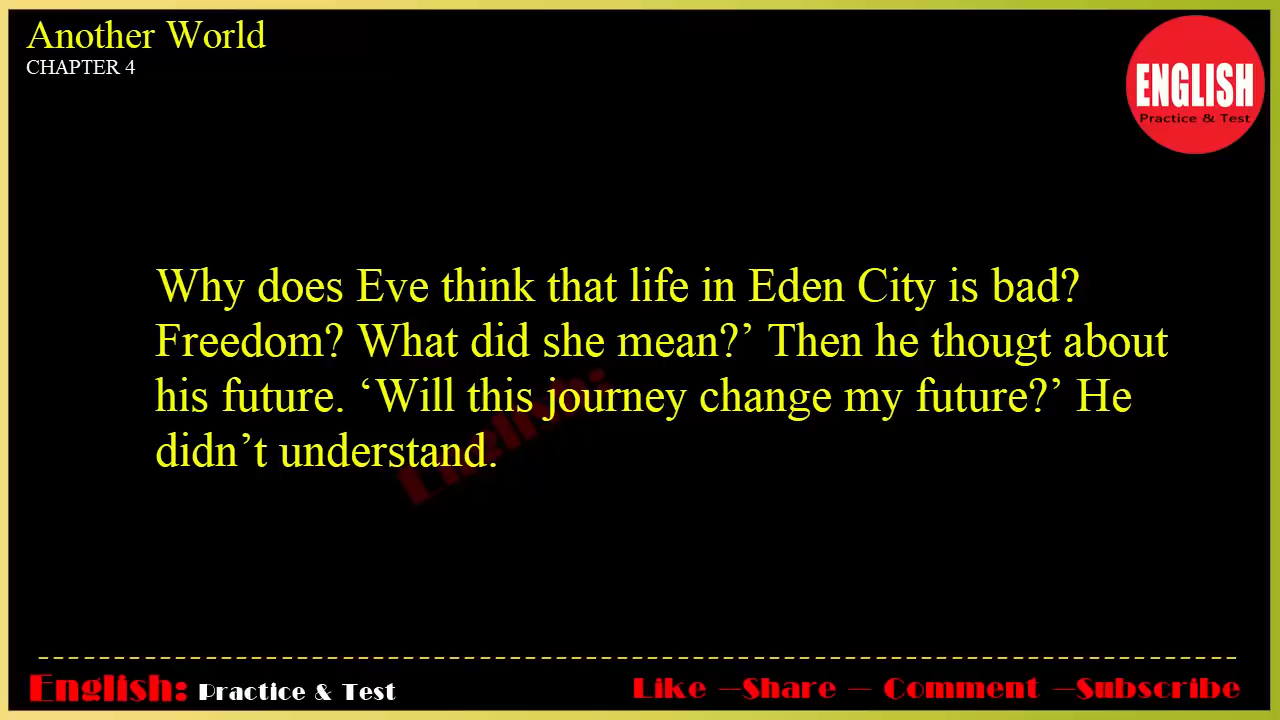 Another World
CHAPTER 4
ENGLISH
Practice & Test
Why does Eve think that life in Eden City is bad?
Freedom? What did she mean?’ Then he thougt about
his future. ‘Will this journey change my future?’ He
didn’t understand.
English:
English: Practice & Test
Like —Share — Comment —Subscribe